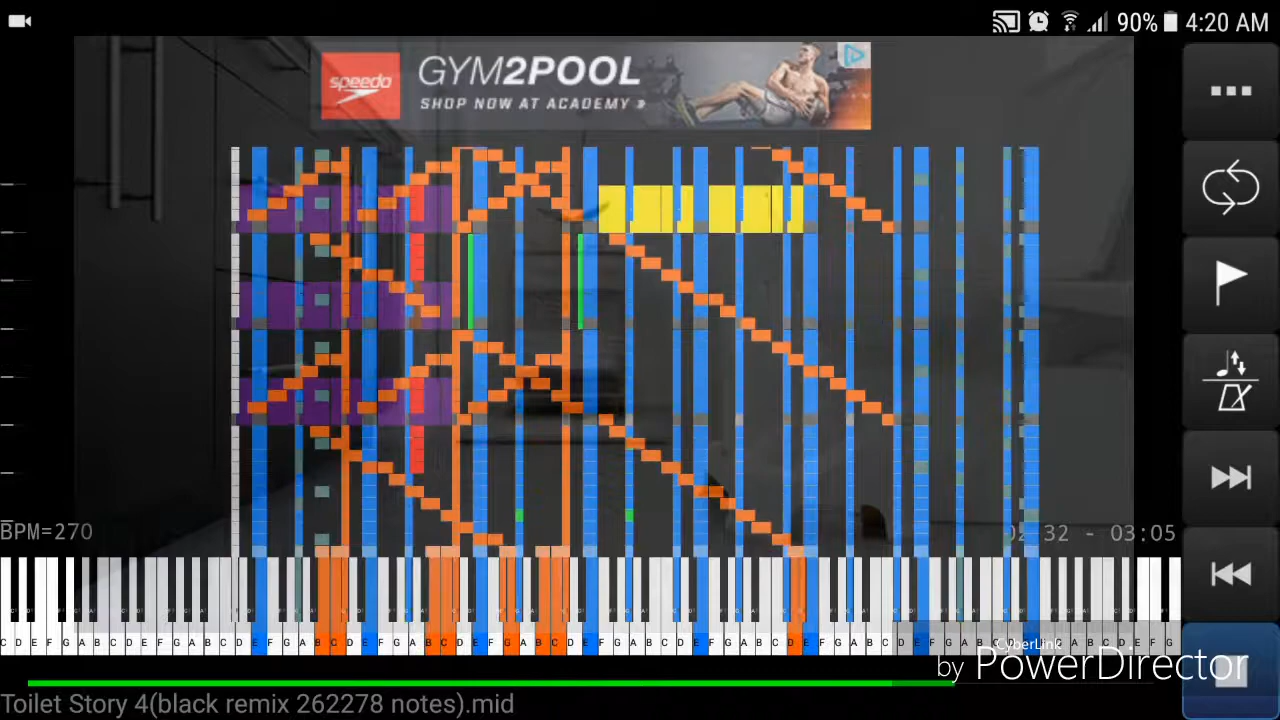 90% 4:20 AM
speedo
GYM2POOL
SHOP NOW AT ACADEMY »
BPM=270
32 - 03:05
C D E F G A B C D E F G A B C D E F G A B C D E F G A B C D E F G A B C D E F G A B C D E F G A B C D E F G A B C D E F G A B C D E F G A B C D E F G
CyberLink
by PowerDirector
Toilet Story 4(black remix 262278 notes).mid